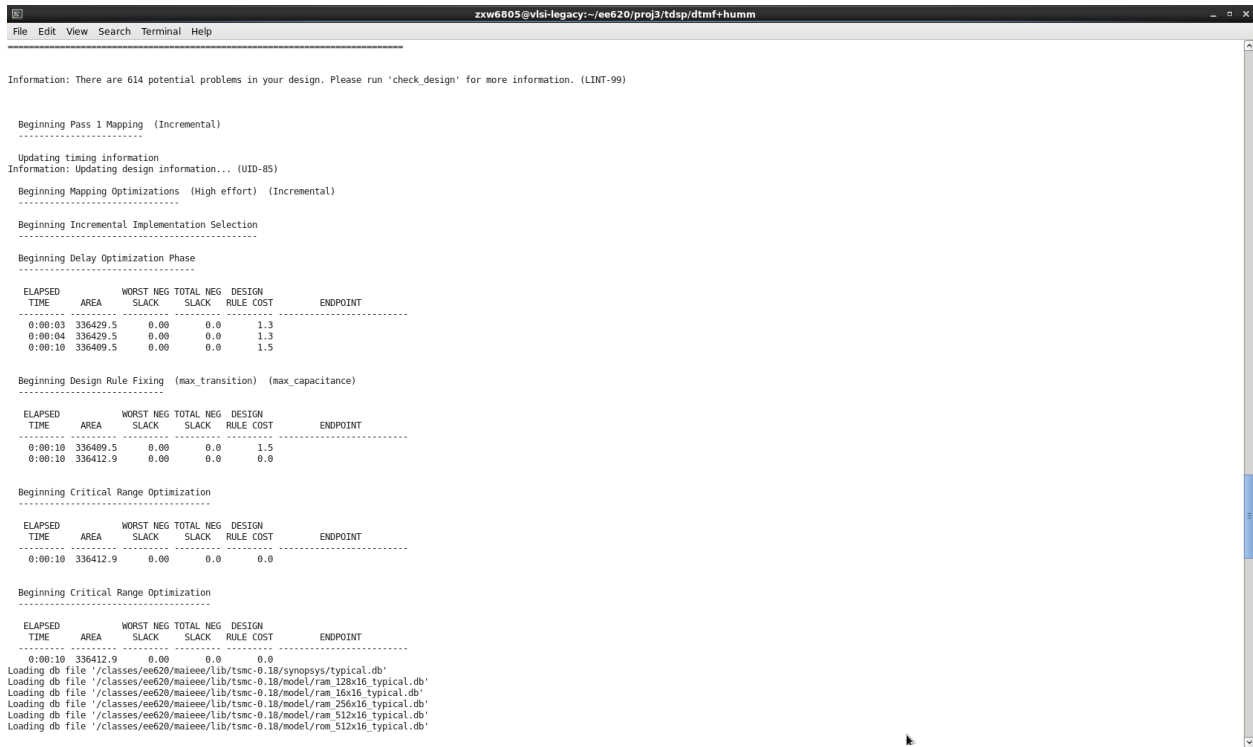 zxw6805@vlsi-legacy:~/ee620/proj3/tdsp/dtmf+humm
File Edit View Search Terminal Help
============================================================================
Information: There are 614 potential problems in your design. Please run 'check_design' for more information. (LINT-99)
Beginning Pass 1 Mapping (Incremental)
------------------------
Updating timing information
Information: Updating design information... (UID-85)
Beginning Mapping Optimizations (High effort) (Incremental)
-------------------------------
Beginning Incremental Implementation Selection
----------------------------------------------
Beginning Delay Optimization Phase
----------------------------------
ELAPSED WORST NEG TOTAL NEG DESIGN
TIME AREA SLACK SLACK RULE COST ENDPOINT
--------- --------- --------- --------- --------- -------------------------
0:00:03 336429.5 0.00 0.0 1.3
0:00:04 336429.5 0.00 0.0 1.3
0:00:10 336409.5 0.00 0.0 1.5
Beginning Design Rule Fixing (max_transition) (max_capacitance)
----------------------------
ELAPSED WORST NEG TOTAL NEG DESIGN
TIME AREA SLACK SLACK RULE COST ENDPOINT
--------- --------- --------- --------- --------- -------------------------
0:00:10 336409.5 0.00 0.0 1.5
0:00:10 336412.9 0.00 0.0 0.0
Beginning Critical Range Optimization
-------------------------------------
ELAPSED WORST NEG TOTAL NEG DESIGN
TIME AREA SLACK SLACK RULE COST ENDPOINT
--------- --------- --------- --------- --------- -------------------------
0:00:10 336412.9 0.00 0.0 0.0
Beginning Critical Range Optimization
-------------------------------------
ELAPSED WORST NEG TOTAL NEG DESIGN
TIME AREA SLACK SLACK RULE COST ENDPOINT
--------- --------- --------- --------- --------- -------------------------
0:00:10 336412.9 0.00 0.0 0.0
Loading db file '/classes/ee620/maieee/lib/tsmc-0.18/synopsys/typical.db'
Loading db file '/classes/ee620/maieee/lib/tsmc-0.18/model/ram_128x16_typical.db'
Loading db file '/classes/ee620/maieee/lib/tsmc-0.18/model/ram_16x16_typical.db'
Loading db file '/classes/ee620/maieee/lib/tsmc-0.18/model/ram_256x16_typical.db'
Loading db file '/classes/ee620/maieee/lib/tsmc-0.18/model/ram_512x16_typical.db'
Loading db file '/classes/ee620/maieee/lib/tsmc-0.18/model/rom_512x16_typical.db'